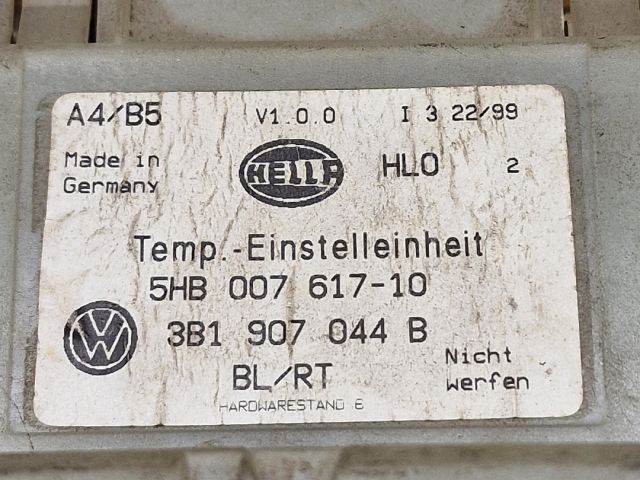 A4/B5 V1.0.0 I 3 22/99
Made in
Germany
HELLA
HLO 2
Temp.-Einstelleinheit
5HB 007 617-10
VW
3B1 907 044 B
BL/RT
Nicht
werfen
HARDWARESTAND